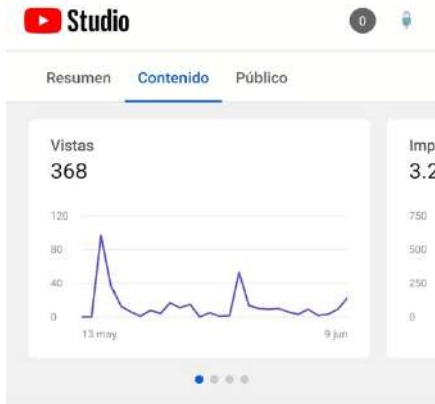 Studio
0
Resumen Contenido Público
Vistas
368
120
80
40
0
13 may.
9 jun
Imp
3.2
750
500
250
0